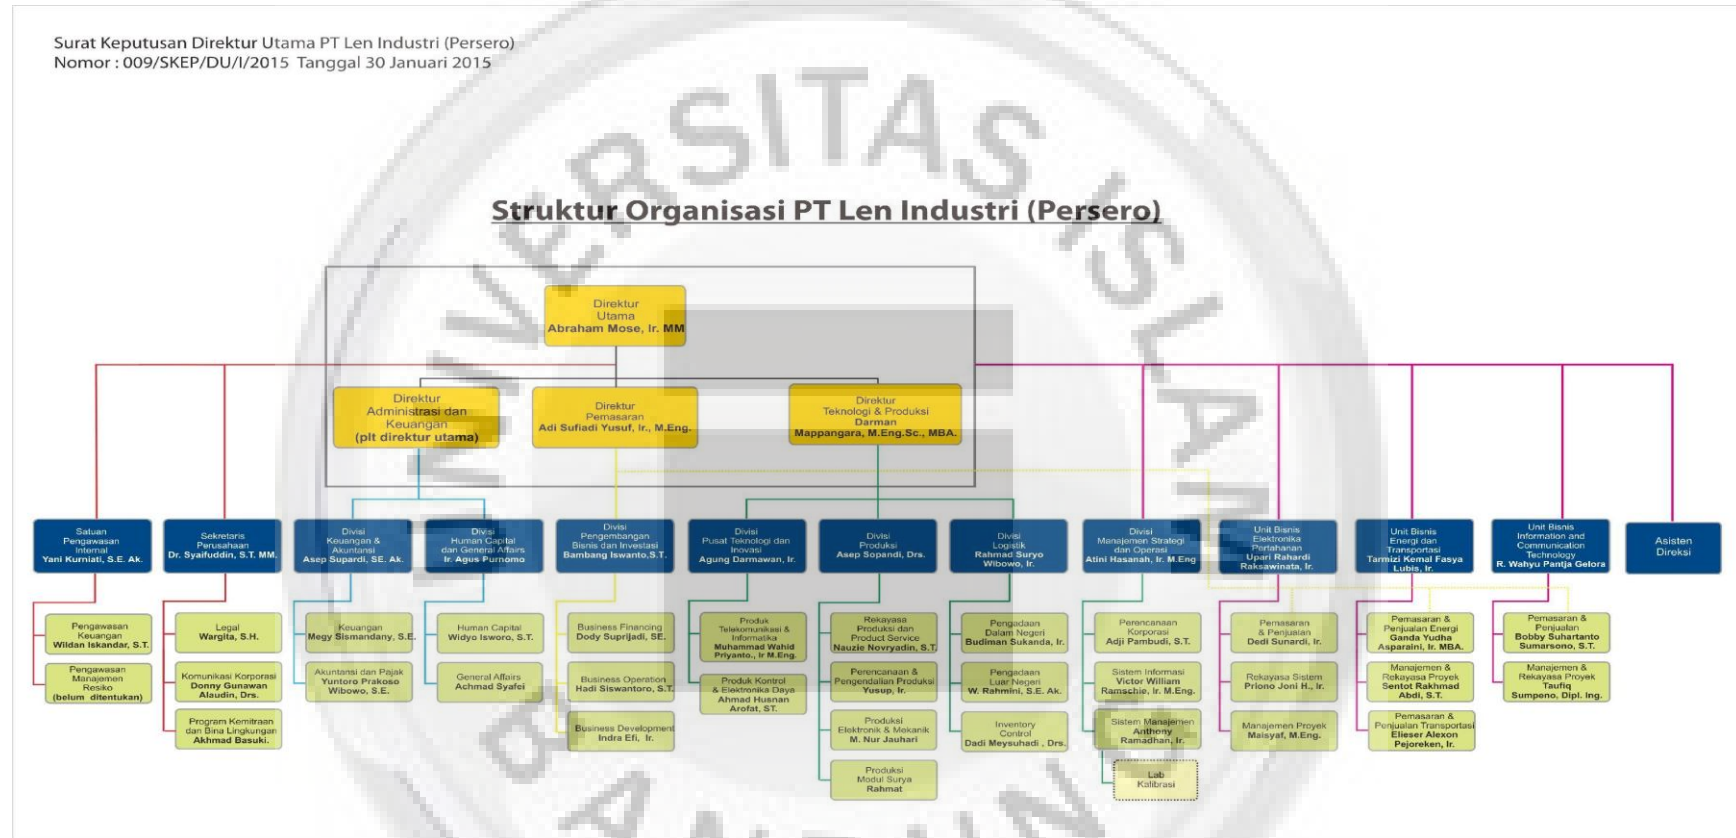 Surat Keputusan Direktur Utama PT Len Industri (Persero)
Nomor : 009/SKEP/DU/I/2015 Tanggal 30 Januari 2015
UNIVERSITAS ISLAM
BANDUNG
Struktur Organisasi PT Len Industri (Persero)
Direktur
Utama
Abraham Mose, Ir. MM
Direktur
Administrasi dan
Keuangan
(plt direktur utama)
Direktur
Pemasaran
Adi Sufiadi Yusuf, Ir., M.Eng.
Direktur
Teknologi & Produksi
Darman
Mappangara, M.Eng.Sc., MBA.
Satuan
Pengawasan
Internal
Yani Kurniati, S.E. Ak.
Sekretaris
Perusahaan
Dr. Syaifuddin, S.T. MM.
Divisi
Keuangan &
Akuntansi
Asep Supardi, SE. Ak.
Divisi
Human Capital
dan General Affairs
Ir. Agus Purnomo
Divisi
Pengembangan
Bisnis dan Investasi
Bambang Iswanto,S.T.
Divisi
Pusat Teknologi dan
Inovasi
Agung Darmawan, Ir.
Divisi
Produksi
Asep Sopandi, Drs.
Divisi
Logistik
Rahmad Suryo
Wibowo, Ir.
Divisi
Manajemen Strategi
dan Operasi
Atini Hasanah, Ir. M.Eng
Unit Bisnis
Elektronika
Pertahanan
Upari Rahardi
Raksawinata, Ir.
Unit Bisnis
Energi dan
Transportasi
Tarmizi Kemal Fasya
Lubis, Ir.
Unit Bisnis
Information and
Communication
Technology
R. Wahyu Pantja Gelora
Asisten
Direksi
Pengawasan
Keuangan
Wildan Iskandar, S.T.
Pengawasan
Manajemen
Resiko
(belum ditentukan)
Legal
Wargita, S.H.
Komunikasi Korporasi
Donny Gunawan
Alaudin, Drs.
Program Kemitraan
dan Bina Lingkungan
Akhmad Basuki.
Keuangan
Megy Sismandany, S.E.
Akuntansi dan Pajak
Yuntoro Prakoso
Wibowo, S.E.
Human Capital
Widyo Isworo, S.T.
General Affairs
Achmad Syafei
Business Financing
Dody Suprijadi, SE.
Business Operation
Hadi Siswantoro, S.T.
Business Development
Indra Efi, Ir.
Produk
Telekomunikasi &
Informatika
Muhammad Wahid
Priyanto., Ir M.Eng.
Produk Kontrol
& Elektronika Daya
Ahmad Husnan
Arofat, ST.
Rekayasa
Produksi dan
Product Service
Nauzie Novryadin, S.T.
Perencanaan &
Pengendalian Produksi
Yusup, Ir.
Produksi
Elektronik & Mekanik
M. Nur Jauhari
Produksi
Modul Surya
Rahmat
Pengadaan
Dalam Negeri
Budiman Sukanda, Ir.
Pengadaan
Luar Negeri
W. Rahmini, S.E. Ak.
Inventory
Control
Dadi Meysuhadi , Drs.
Perencanaan
Korporasi
Adji Pambudi, S.T.
Sistem Informasi
Victor William
Ramschie, Ir M.Eng.
Sistem Manajemen
Anthony
Ramadhan, Ir.
Lab
Kalibrasi
Pemasaran
& Penjualan
Dedi Sunardi, Ir.
Rekayasa Sistem
Priono Joni H., Ir.
Manajemen Proyek
Maisyaf, M.Eng.
Pemasaran &
Penjualan Energi
Ganda Yudha
Asparaini, Ir. MBA.
Manajemen &
Rekayasa Proyek
Sentot Rakhmad
Abdi, S.T.
Pemasaran &
Penjualan Transportasi
Elieser Alexon
Pejoreken, Ir.
Pemasaran &
Penjualan
Bobby Suhartanto
Sumarsono, S.T.
Manajemen &
Rekayasa Proyek
Taufiq
Sumpeno, Dipl. Ing.